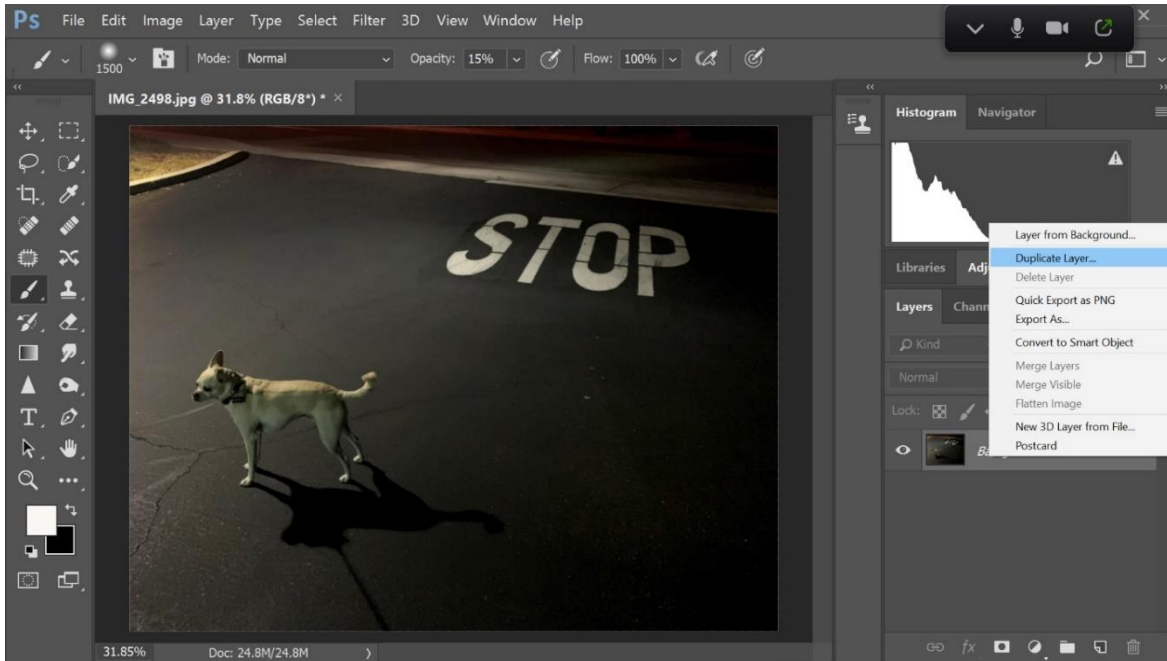 Ps File Edit Image Layer Type Select Filter 3D View Window Help
1500 Mode: Normal Opacity: 15% Flow: 100%
IMG_2498.jpg @ 31.8% (RGB/8*) * ×
Histogram Navigator
STOP
Layer from Background...
Duplicate Layer...
Delete Layer
Quick Export as PNG
Export As...
Convert to Smart Object
Merge Layers
Merge Visible
Flatten Image
New 3D Layer from File...
Postcard
Libraries
Layers
Kind
Normal
Lock:
31.85% Doc: 24.8M/24.8M
fx